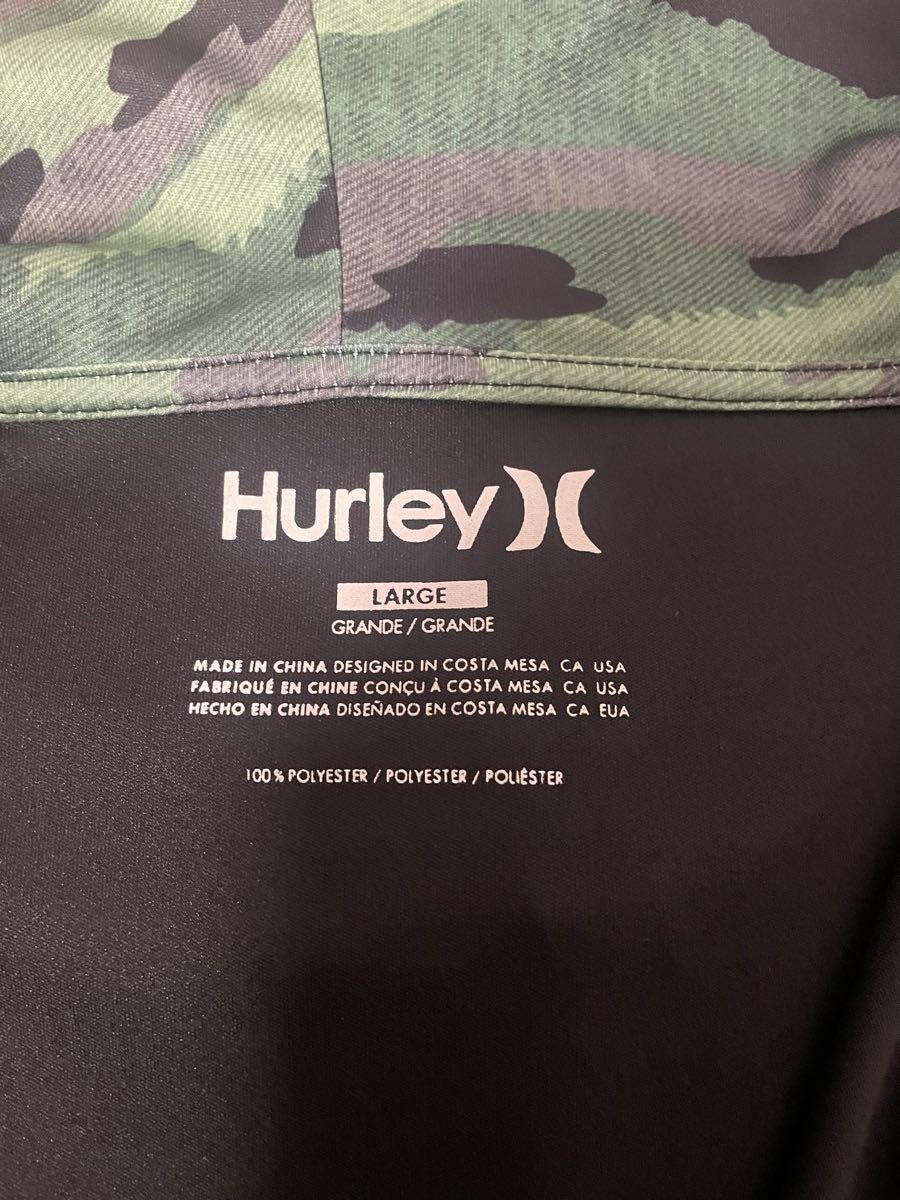 Hurley
LARGE
GRANDE / GRANDE
MADE IN CHINA DESIGNED IN COSTA MESA CA USA
FABRIQUÉ EN CHINE CONÇU À COSTA MESA CA USA
HECHO EN CHINA DISEÑADO EN COSTA MESA CA EUA
100% POLYESTER / POLYESTER / POLIÉSTER